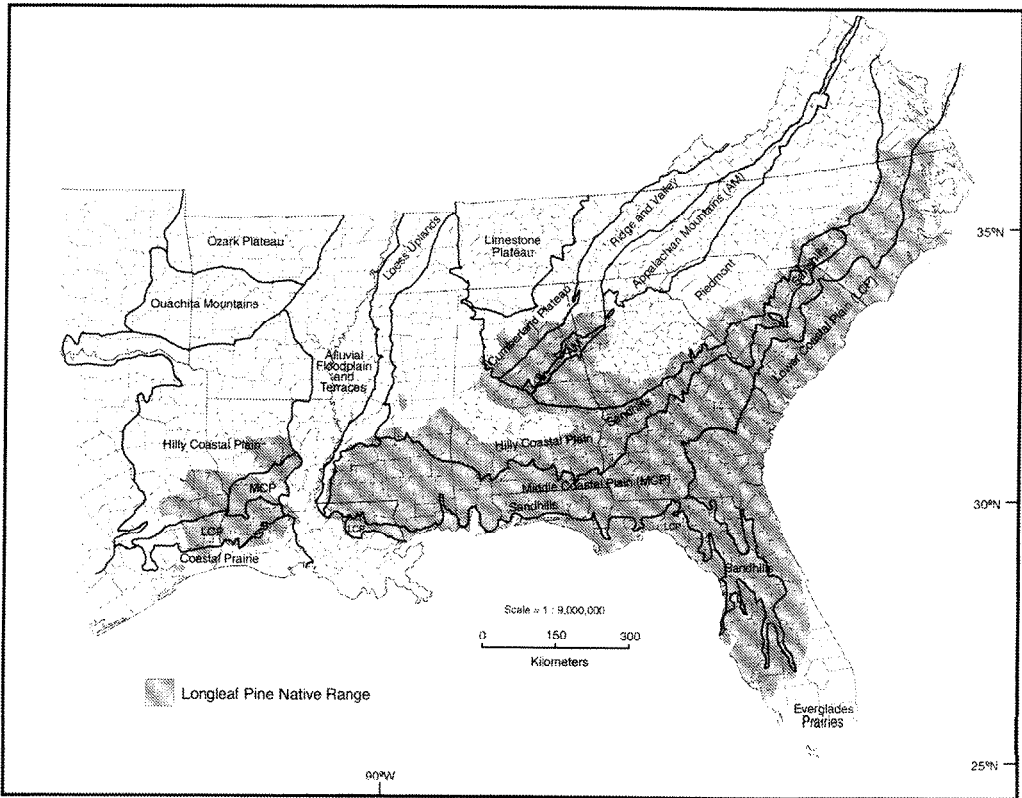 Ozark Plateau
Ouachita Mountains
Loess Uplands
Limestone
Plateau
Ridge and Valley
Appalachian Mountains (AM)
Cumberland Plateau
Piedmont
35°N
Alluvial
Floodplain
and
Terraces
AM
Sandhills
Lower Coastal Plain (LCP)
Sandhills
Hilly Coastal Plain
Hilly Coastal Plain
MCP
Middle Coastal Plain (MCP)
Sandhills
30°N
LCP
LCP
LCP
Coastal Prairie
Sandhills
Scale = 1 : 9,000,000
0 150 300
Kilometers
Longleaf Pine Native Range
Everglades
Prairies
90°W
25°N